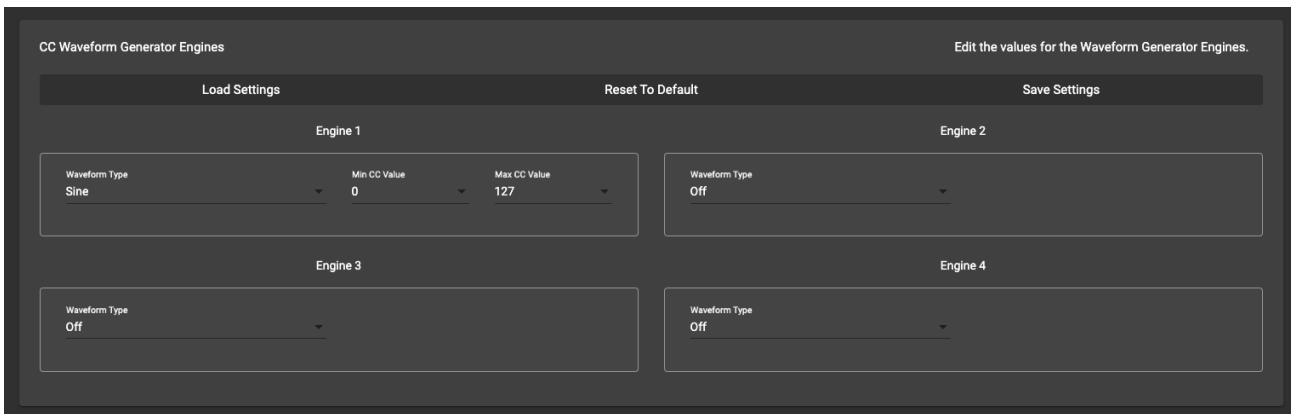 CC Waveform Generator Engines
Edit the values for the Waveform Generator Engines.
Load Settings
Reset To Default
Save Settings
Engine 1
Waveform Type
Sine
Min CC Value
0
Max CC Value
127
Engine 2
Waveform Type
Off
Engine 3
Waveform Type
Off
Engine 4
Waveform Type
Off